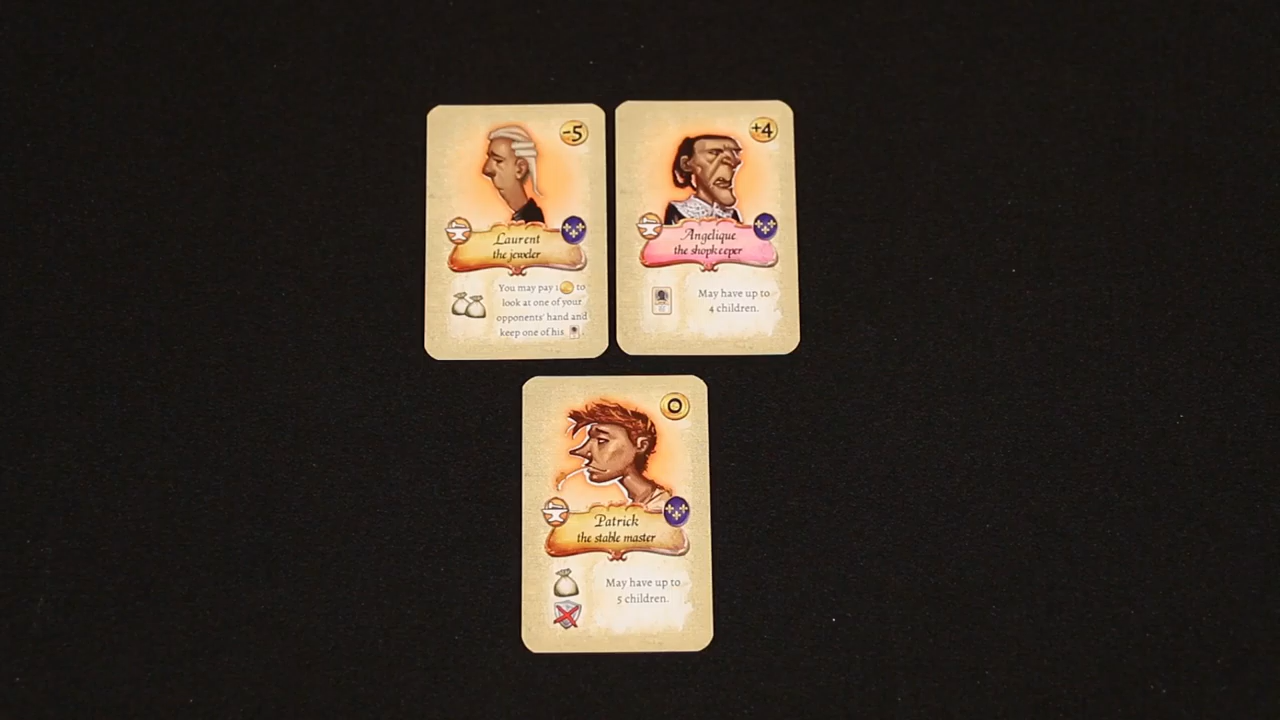 -5
Laurent
the jeweler
You may pay 1 to
look at one of your
opponents' hand and
keep one of his .
+4
Angelique
the shopkeeper
May have up to
4 children.
0
Patrick
the stable master
May have up to
5 children.